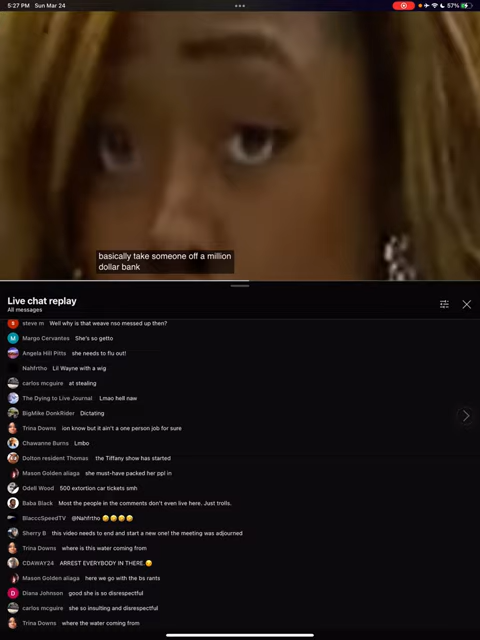 5:27 PM Sun Mar 24
57%
basically take someone off a million
dollar bank
Live chat replay
All messages
steve m Well why is that weave nso messed up then?
M Margo Cervantes She's so getto
Angela Hill Pitts she needs to flu out!
Nahfrtho Lil Wayne with a wig
carlos mcguire at stealing
The Dying to Live Journal Lmao hell naw
BigMike DonkRider Dictating
Trina Downs ion know but it ain't a one person job for sure
Chawanne Burns Lmbo
Dolton resident Thomas the Tiffany show has started
Mason Golden aliaga she must-have packed her ppl in
Odell Wood 500 extortion car tickets smh
Baba Black Most the people in the comments don't even live here. Just trolls.
BlacccSpeedTV @Nahfrtho 🤣🤣🤣🤣
Sherry B this video needs to end and start a new one! the meeting was adjourned
Trina Downs where is this water coming from
CDAWAY24 ARREST EVERYBODY IN THERE.😏
Mason Golden aliaga here we go with the bs rants
D Diana Johnson good she is so disrespectful
carlos mcguire she so insulting and disrespectful
Trina Downs where the water coming from